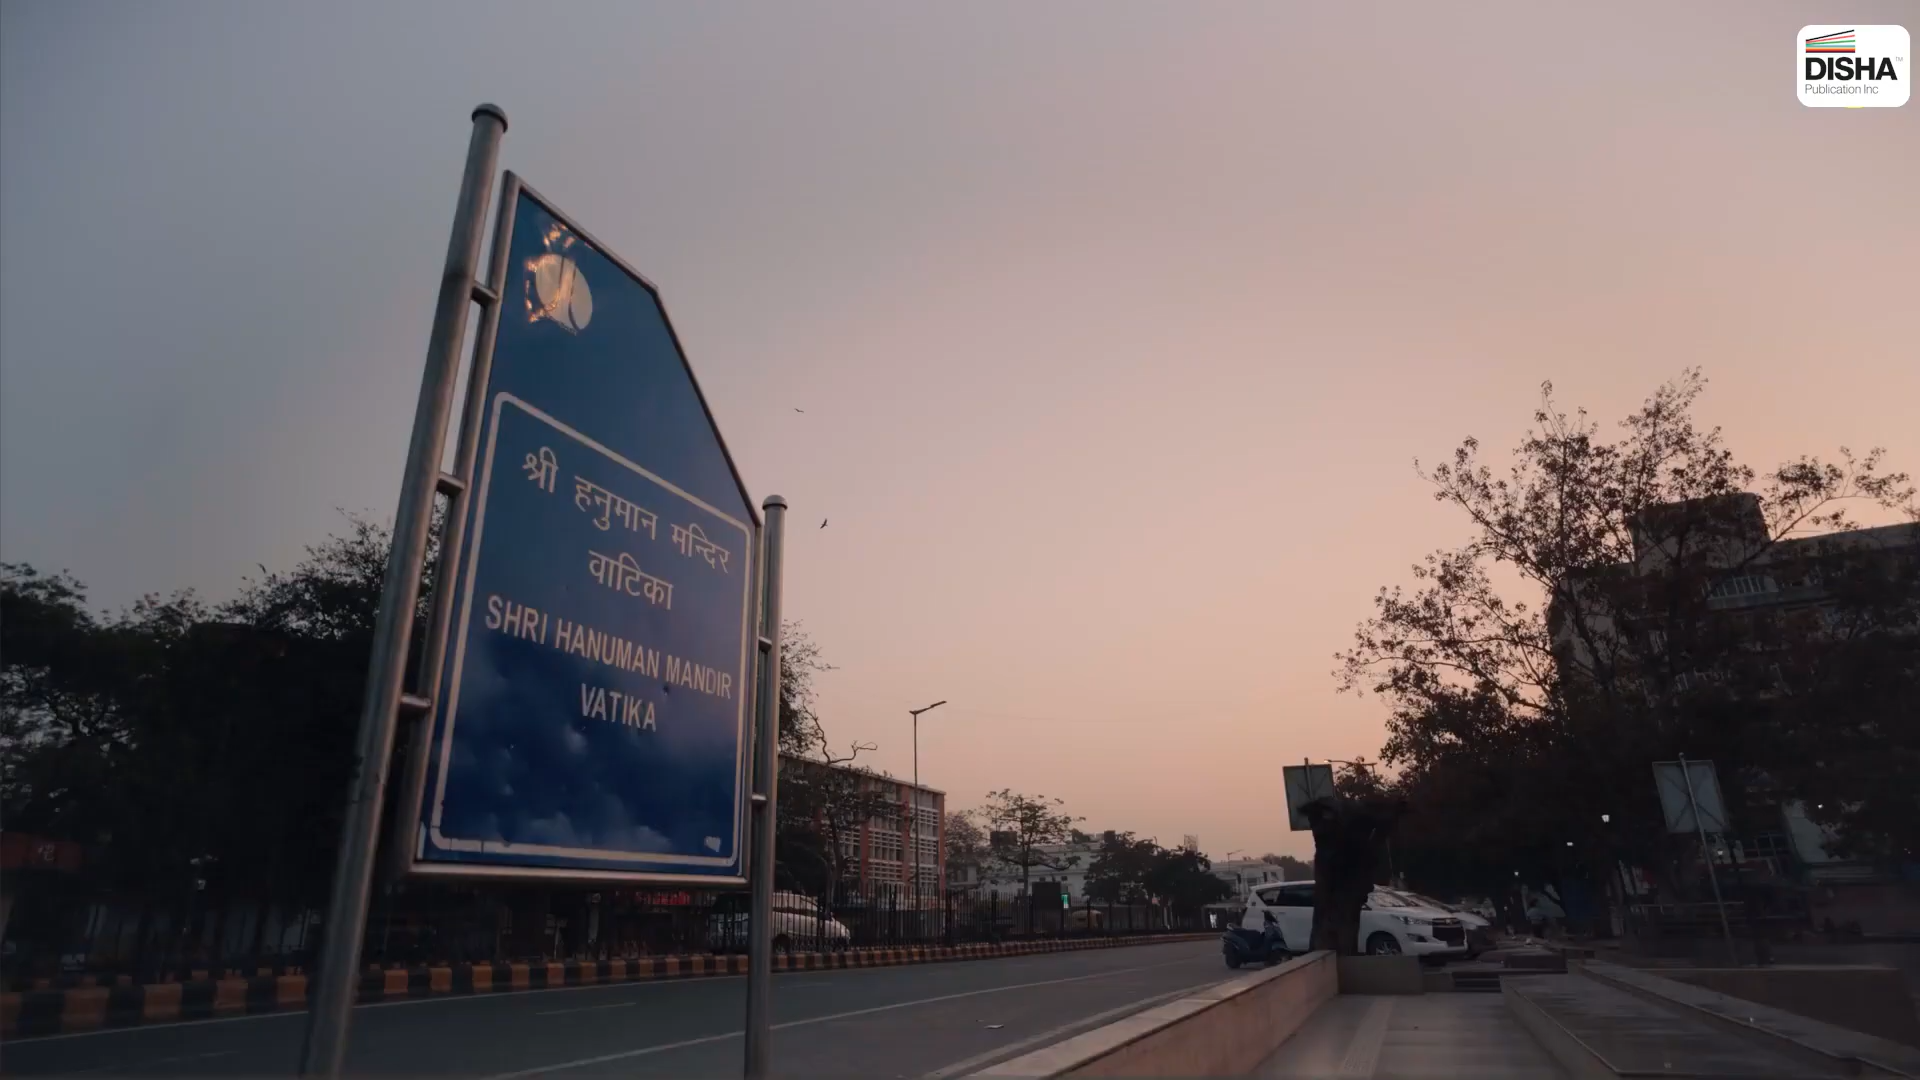 DISHA
Publication Inc
श्री हनुमान मन्दिर
वाटिका
SHRI HANUMAN MANDIR
VATIKA